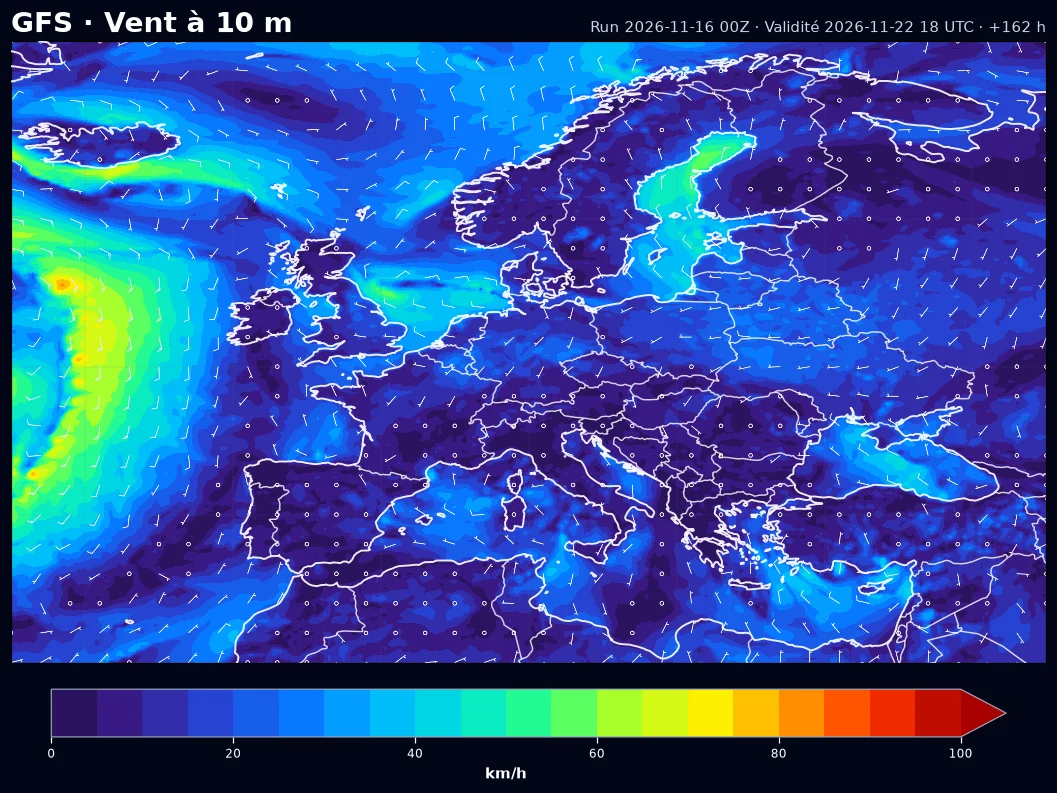 GFS · Vent à 10 m
Run 2026-11-16 00Z · Validité 2026-11-22 18 UTC · +162 h
0 20 40 60 80 100
km/h